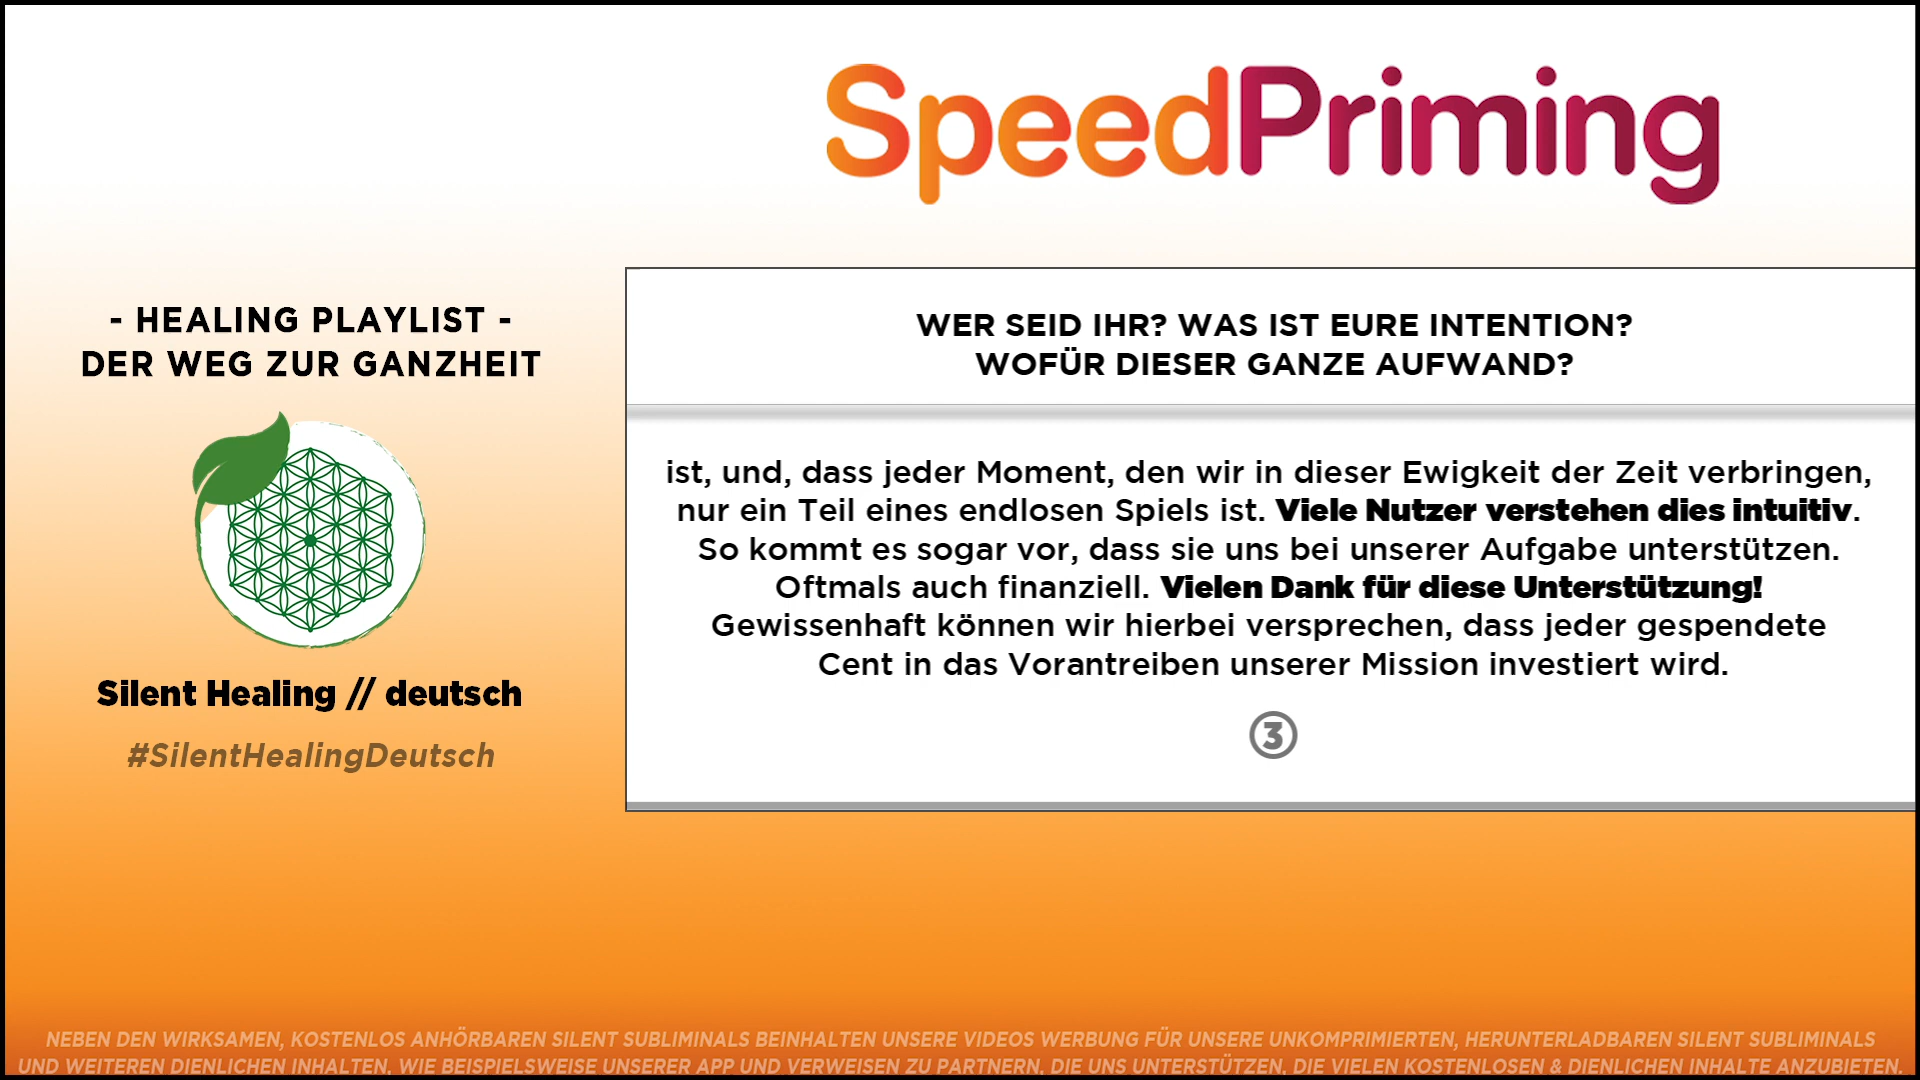 SpeedPriming
- HEALING PLAYLIST -
DER WEG ZUR GANZHEIT
Silent Healing // deutsch
#SilentHealingDeutsch
WER SEID IHR? WAS IST EURE INTENTION?
WOFÜR DIESER GANZE AUFWAND?
ist, und, dass jeder Moment, den wir in dieser Ewigkeit der Zeit verbringen,
nur ein Teil eines endlosen Spiels ist. Viele Nutzer verstehen dies intuitiv.
So kommt es sogar vor, dass sie uns bei unserer Aufgabe unterstützen.
Oftmals auch finanziell. Vielen Dank für diese Unterstützung!
Gewissenhaft können wir hierbei versprechen, dass jeder gespendete
Cent in das Vorantreiben unserer Mission investiert wird.
3
NEBEN DEN WIRKSAMEN, KOSTENLOS ANHÖRBAREN SILENT SUBLIMINALS BEINHALTEN UNSERE VIDEOS WERBUNG FÜR UNSERE UNKOMPRIMIERTEN, HERUNTERLADBAREN SILENT SUBLIMINALS
UND WEITEREN DIENLICHEN INHALTEN, WIE BEISPIELSWEISE UNSERER APP UND VERWEISEN ZU PARTNERN, DIE UNS UNTERSTÜTZEN, DIE VIELEN KOSTENLOSEN & DIENLICHEN INHALTE ANZUBIETEN.